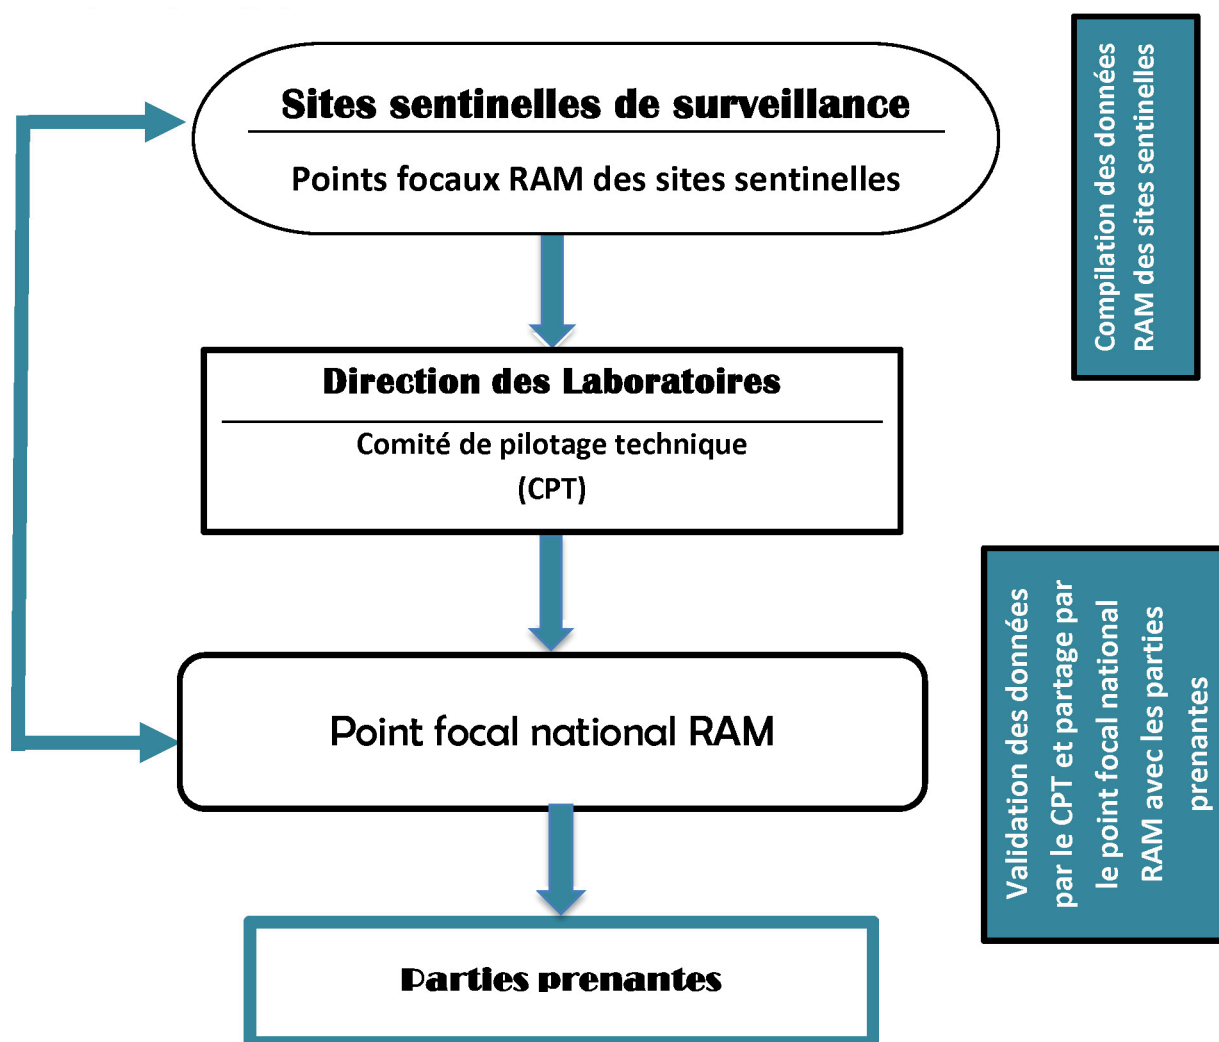 Sites sentinelles de surveillance
Points focaux RAM des sites sentinelles
Compilation des données
RAM des sites sentinelles
Direction des Laboratoires
Comité de pilotage technique
(CPT)
Point focal national RAM
Validation des données
par le CPT et partage par
le point focal national
RAM avec les parties
prenantes
Parties prenantes